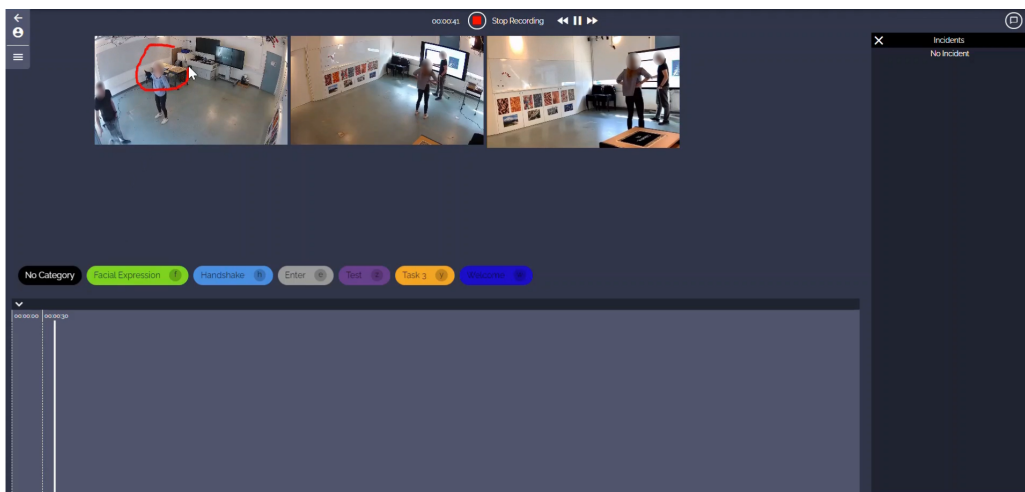 00:00:41 Stop Recording
Incidents
No Incident
No Category Facial Expression f Handshake h Enter e Test Task 3 y
00:00:00 00:00:30